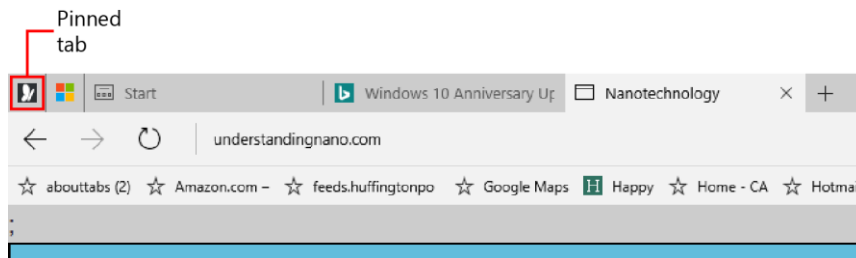 Pinned
tab
Start
Windows 10 Anniversary Up
Nanotechnology
understandingnano.com
abouttabs (2) Amazon.com – feeds.huffingtonpo Google Maps H Happy Home - CA Hotmai
;